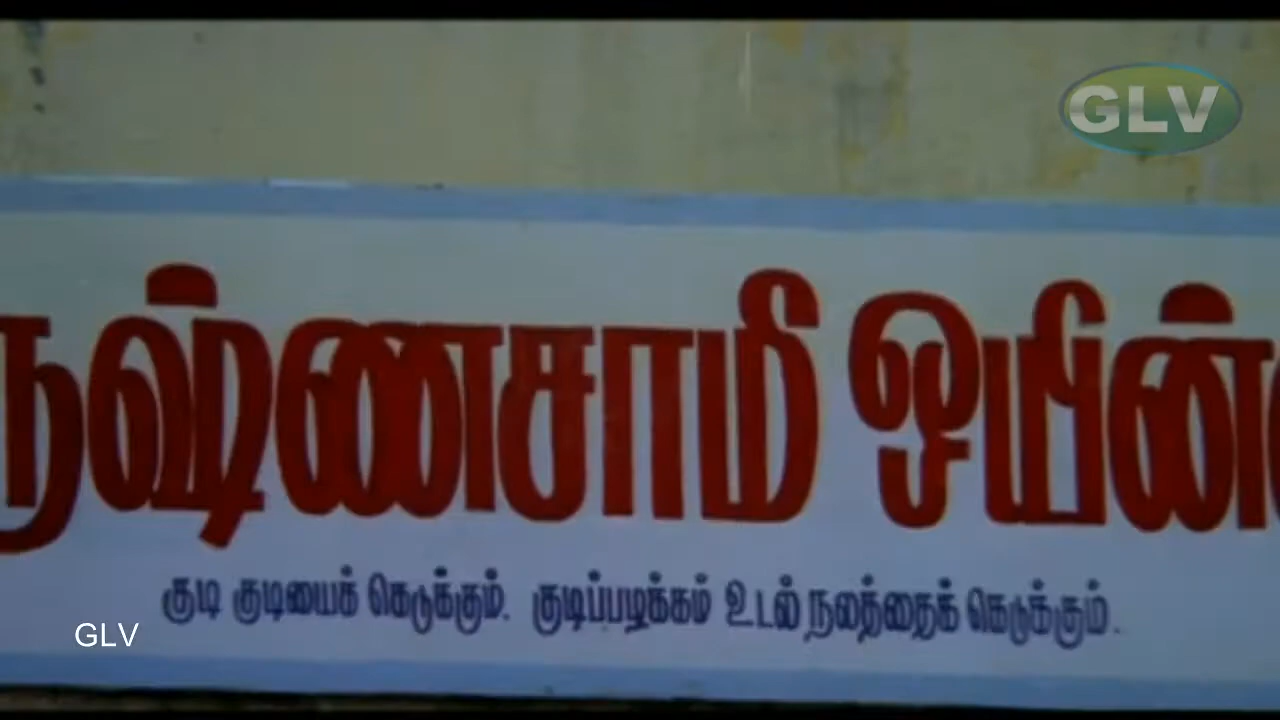 GLV
ருஷ்ணசாமி ஒயின்
குடி குடியைக் கெடுக்கும். குடிப்பழக்கம் உடல் நலத்தைக் கெடுக்கும்.
GLV